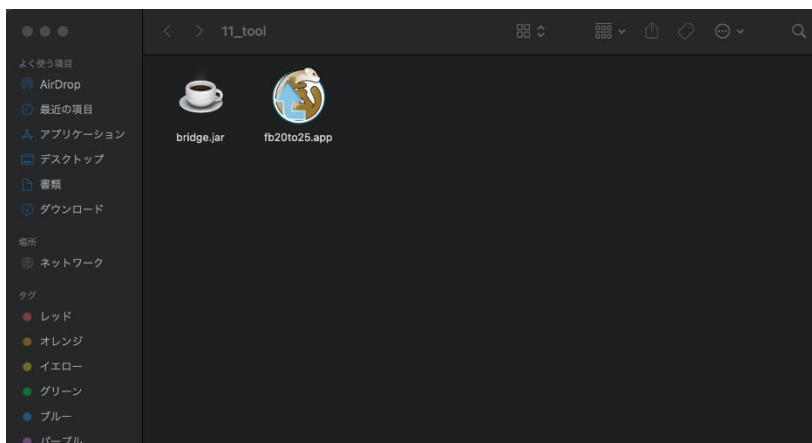 11_tool
よく使う項目
AirDrop
最近の項目
アプリケーション
デスクトップ
書類
ダウンロード
場所
ネットワーク
タグ
レッド
オレンジ
イエロー
グリーン
ブルー
パープル
bridge.jar
fb20to25.app